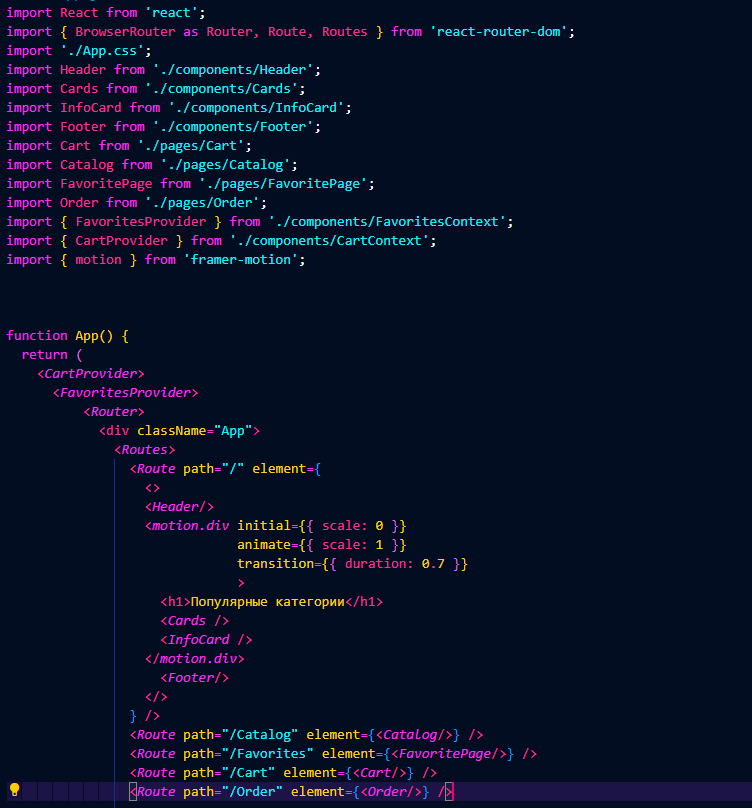 import React from 'react';
import { BrowserRouter as Router, Route, Routes } from 'react-router-dom';
import './App.css';
import Header from './components/Header';
import Cards from './components/Cards';
import InfoCard from './components/InfoCard';
import Footer from './components/Footer';
import Cart from './pages/Cart';
import Catalog from './pages/Catalog';
import FavoritePage from './pages/FavoritePage';
import Order from './pages/Order';
import { FavoritesProvider } from './components/FavoritesContext';
import { CartProvider } from './components/CartContext';
import { motion } from 'framer-motion';
function App() {
  return (
    <CartProvider>
      <FavoritesProvider>
          <Router>
            <div className="App">
              <Routes>
                <Route path="/" element={
                  <>
                  <Header/>
                  <motion.div initial={{ scale: 0 }}
                              animate={{ scale: 1 }}
                              transition={{ duration: 0.7 }}
                              >
                    <h1>Популярные категории</h1>
                    <Cards />
                    <InfoCard />
                  </motion.div>
                    <Footer/>
                  </>
                } />
                <Route path="/Catalog" element={<Catalog/>} />
                <Route path="/Favorites" element={<FavoritePage/>} />
                <Route path="/Cart" element={<Cart/>} />
                <Route path="/Order" element={<Order/>} />